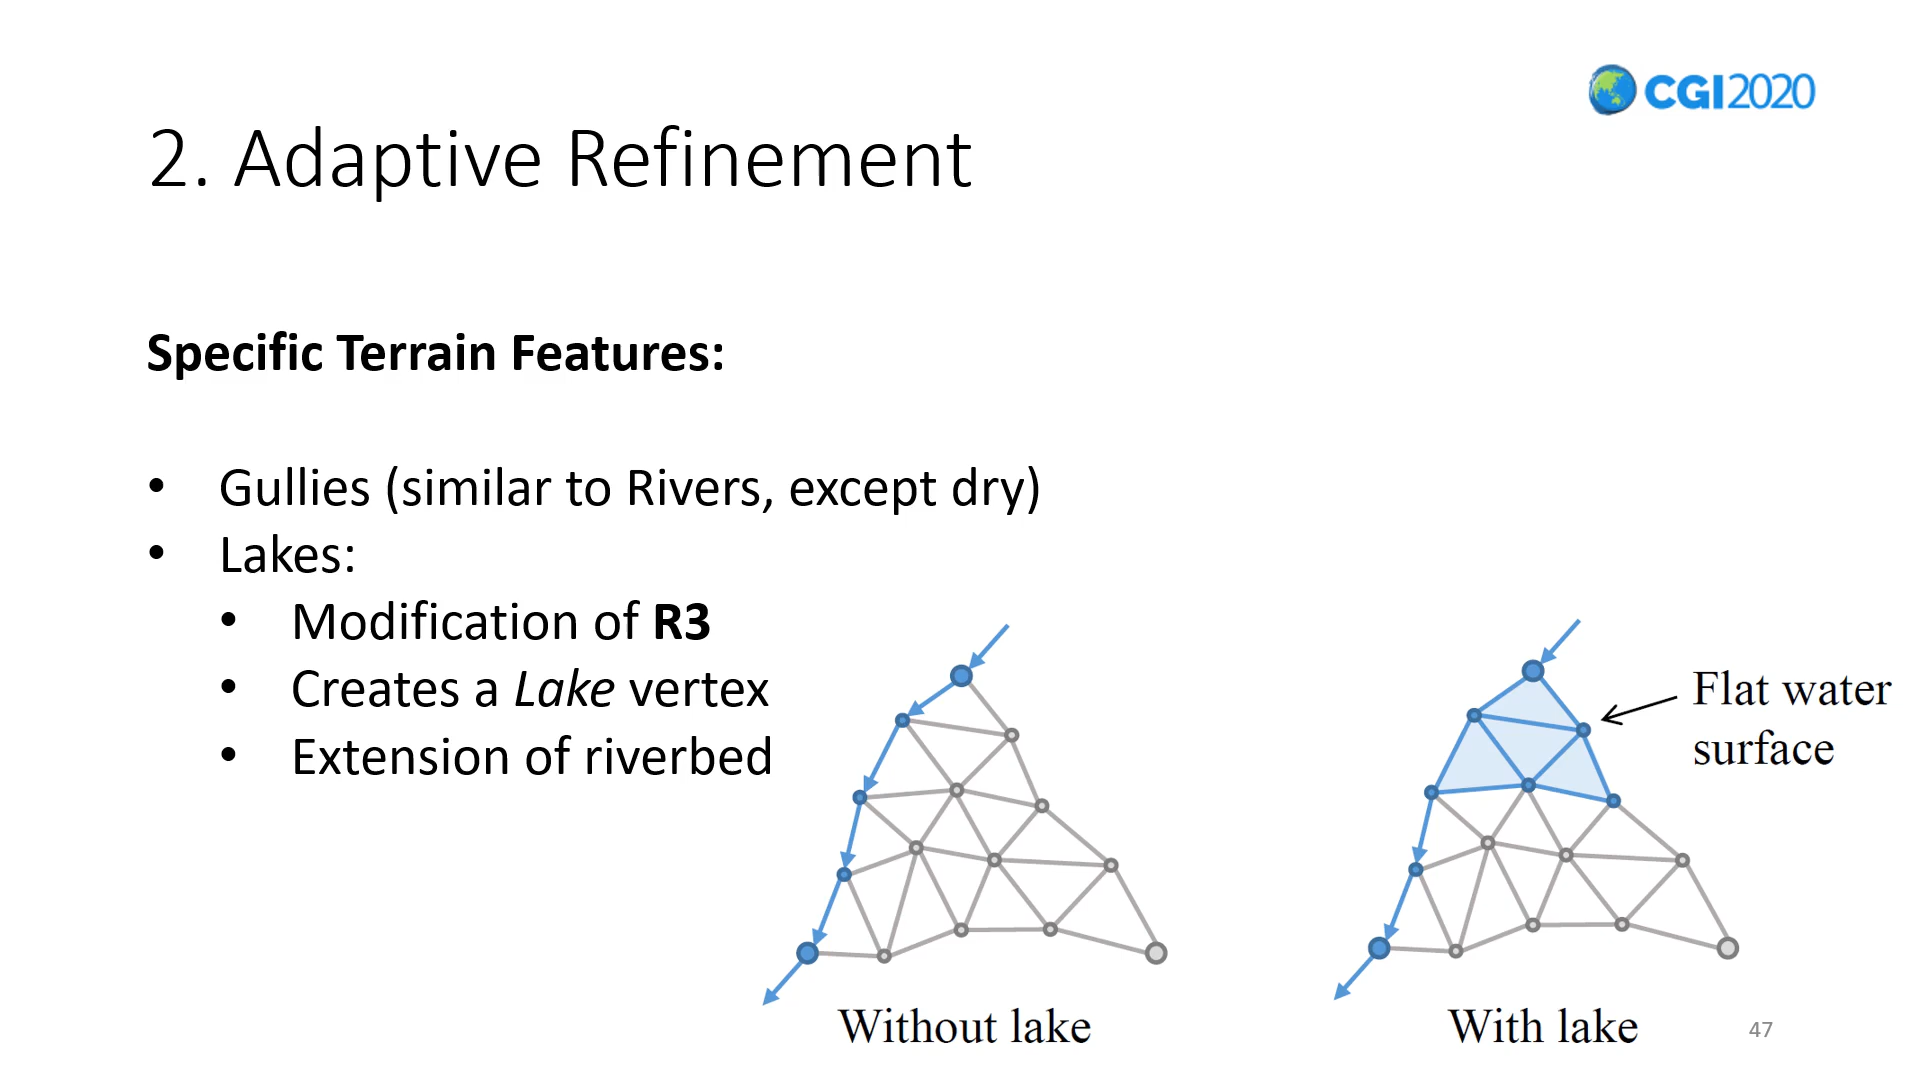 CGI2020
2. Adaptive Refinement
Specific Terrain Features:
• Gullies (similar to Rivers, except dry)
• Lakes:
• Modification of R3
• Creates a Lake vertex
• Extension of riverbed
Flat water
surface
Without lake
With lake
47